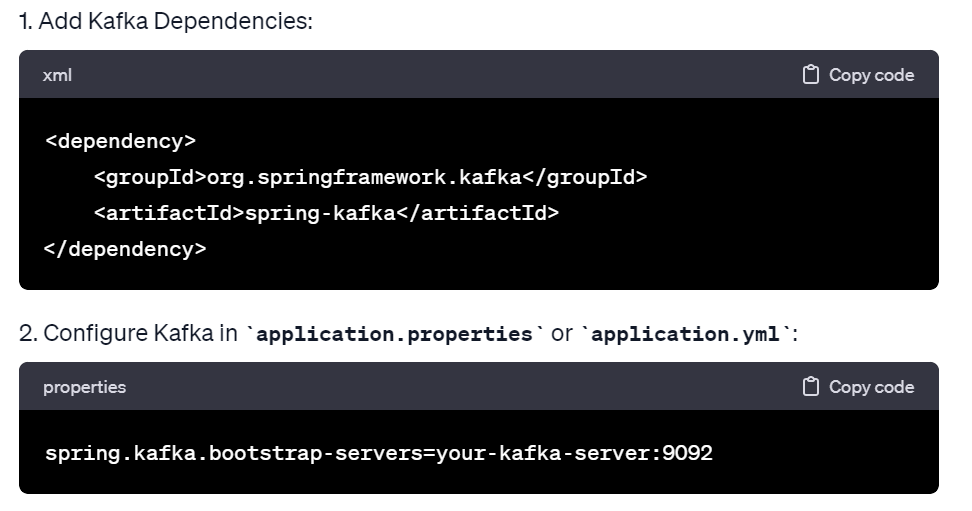 1. Add Kafka Dependencies:
xml Copy code
<dependency>
    <groupId>org.springframework.kafka</groupId>
    <artifactId>spring-kafka</artifactId>
</dependency>
2. Configure Kafka in `application.properties` or `application.yml`:
properties Copy code
spring.kafka.bootstrap-servers=your-kafka-server:9092